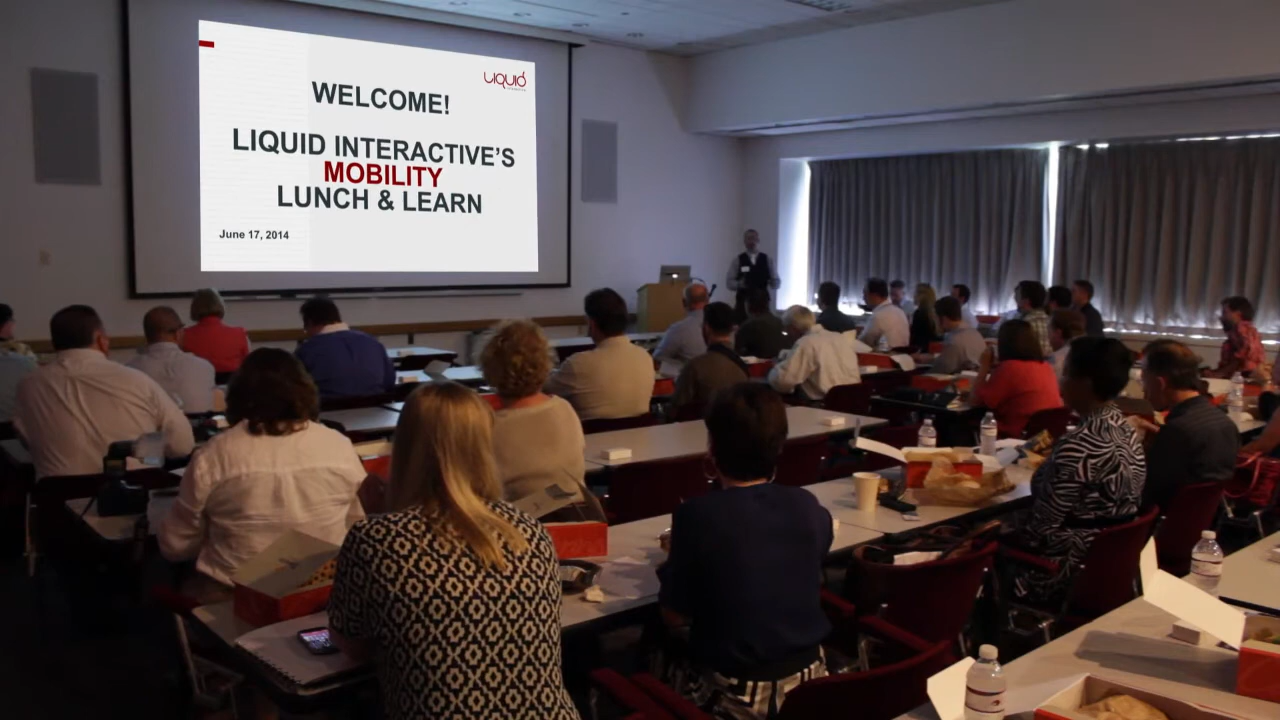 Liquid
WELCOME!
LIQUID INTERACTIVE'S
MOBILITY
LUNCH & LEARN
June 17, 2014